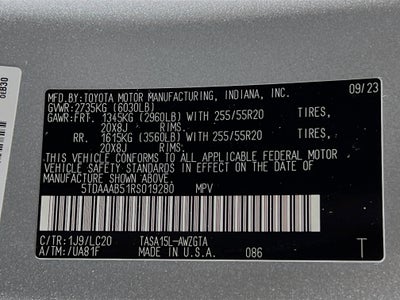 MFD. BY:TOYOTA MOTOR MANUFACTURING, INDIANA, INC. 09/23
GVWR:2735KG (6030LB)
GAWR:FRT. 1345KG (2960LB) WITH 255/55R20 TIRES,
20X8J RIMS.
RR. 1615KG (3560LB) WITH 255/55R20 TIRES,
20X8J RIMS.
THIS VEHICLE CONFORMS TO ALL APPLICABLE FEDERAL MOTOR
VEHICLE SAFETY STANDARDS IN EFFECT ON THE DATE OF
MANUFACTURE SHOWN ABOVE.
5TDAAAB51RS019280 MPV
C/TR:1J9/LC20 TASA15L-AWZGTA
A/TM:/UA81F MADE IN U.S.A. 086 T